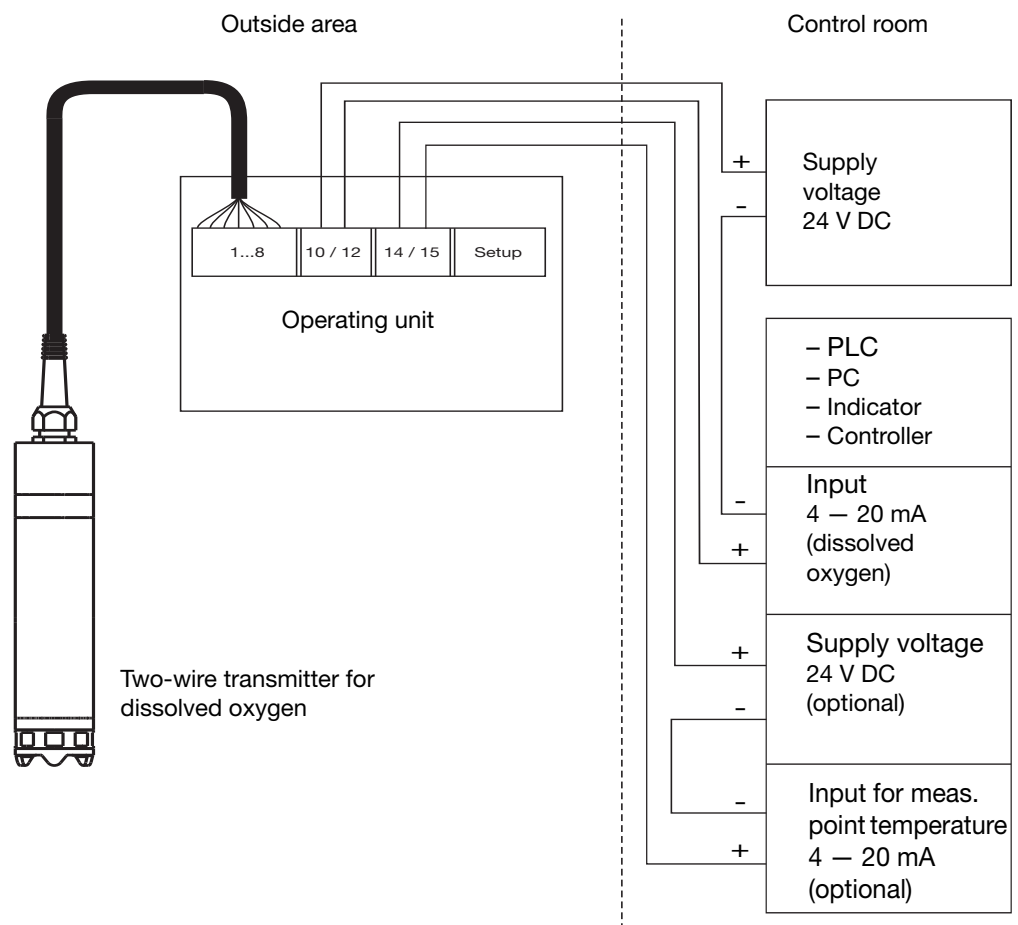 Outside area
Control room
+
Supply
voltage
24 V DC
-
1...8
10 / 12
14 / 15
Setup
Operating unit
– PLC
– PC
– Indicator
– Controller
-
Input
4 — 20 mA
(dissolved
oxygen)
+
Two-wire transmitter for
dissolved oxygen
+
Supply voltage
24 V DC
(optional)
-
-
Input for meas.
point temperature
4 — 20 mA
(optional)
+